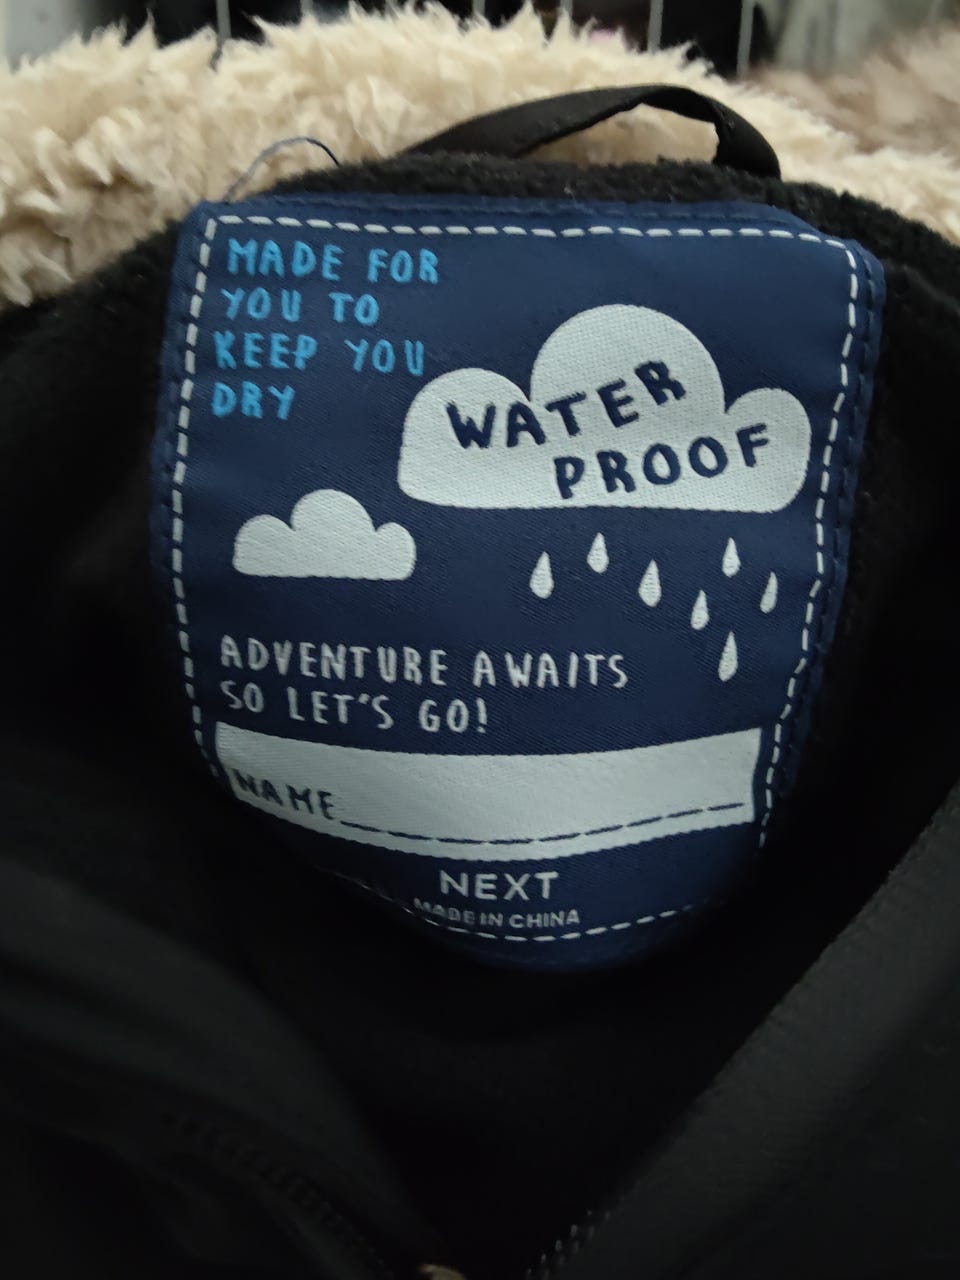 MADE FOR
YOU TO
KEEP YOU
DRY
WATER
PROOF
ADVENTURE AWAITS
SO LET'S GO!
NAME
NEXT
MADE IN CHINA